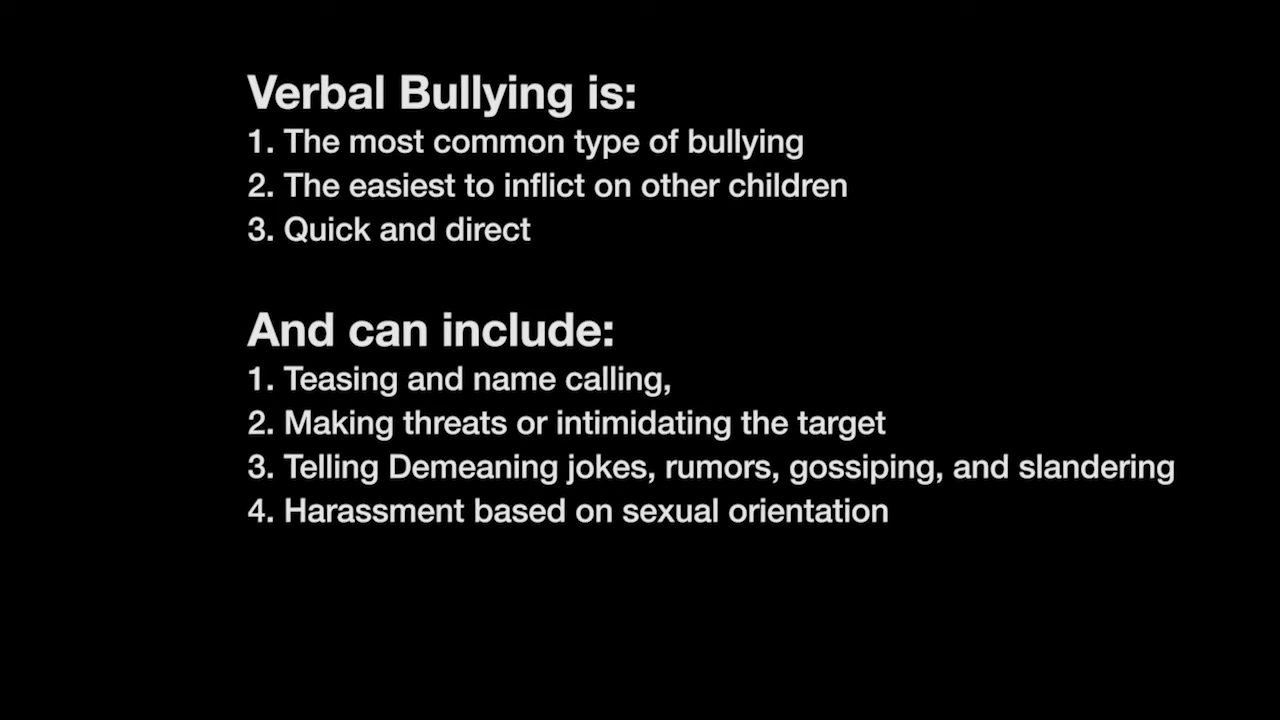 Verbal Bullying is:
1. The most common type of bullying
2. The easiest to inflict on other children
3. Quick and direct
And can include:
1. Teasing and name calling,
2. Making threats or intimidating the target
3. Telling Demeaning jokes, rumors, gossiping, and slandering
4. Harassment based on sexual orientation